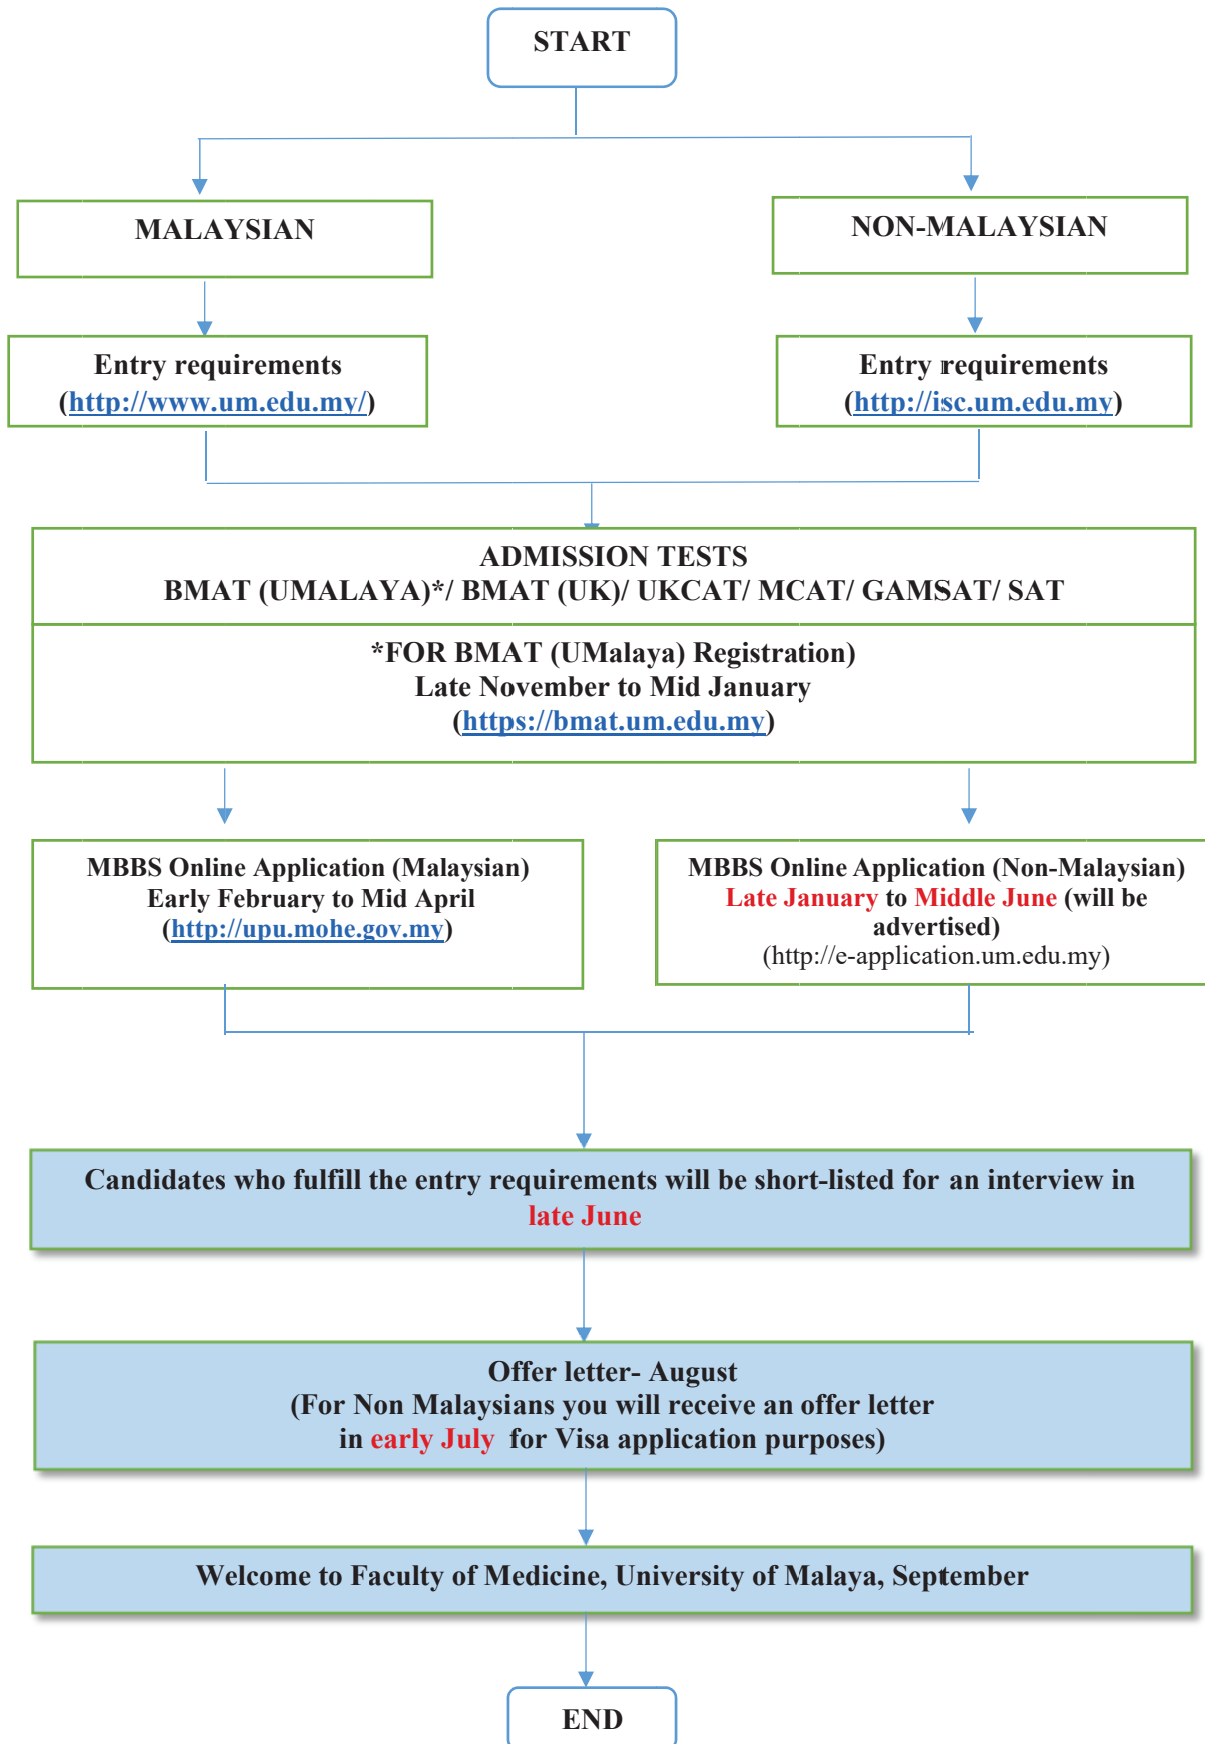 START
MALAYSIAN
NON-MALAYSIAN
Entry requirements
(http://www.um.edu.my/)
Entry requirements
(http://isc.um.edu.my)
ADMISSION TESTS
BMAT (UMALAYA)*/ BMAT (UK)/ UKCAT/ MCAT/ GAMSAT/ SAT
*FOR BMAT (UMalaya) Registration)
Late November to Mid January
(https://bmat.um.edu.my)
MBBS Online Application (Malaysian)
Early February to Mid April
(http://upu.mohe.gov.my)
MBBS Online Application (Non-Malaysian)
Late January to Middle June (will be
advertised)
(http://e-application.um.edu.my)
Candidates who fulfill the entry requirements will be short-listed for an interview in
late June
Offer letter- August
(For Non Malaysians you will receive an offer letter
in early July for Visa application purposes)
Welcome to Faculty of Medicine, University of Malaya, September
END